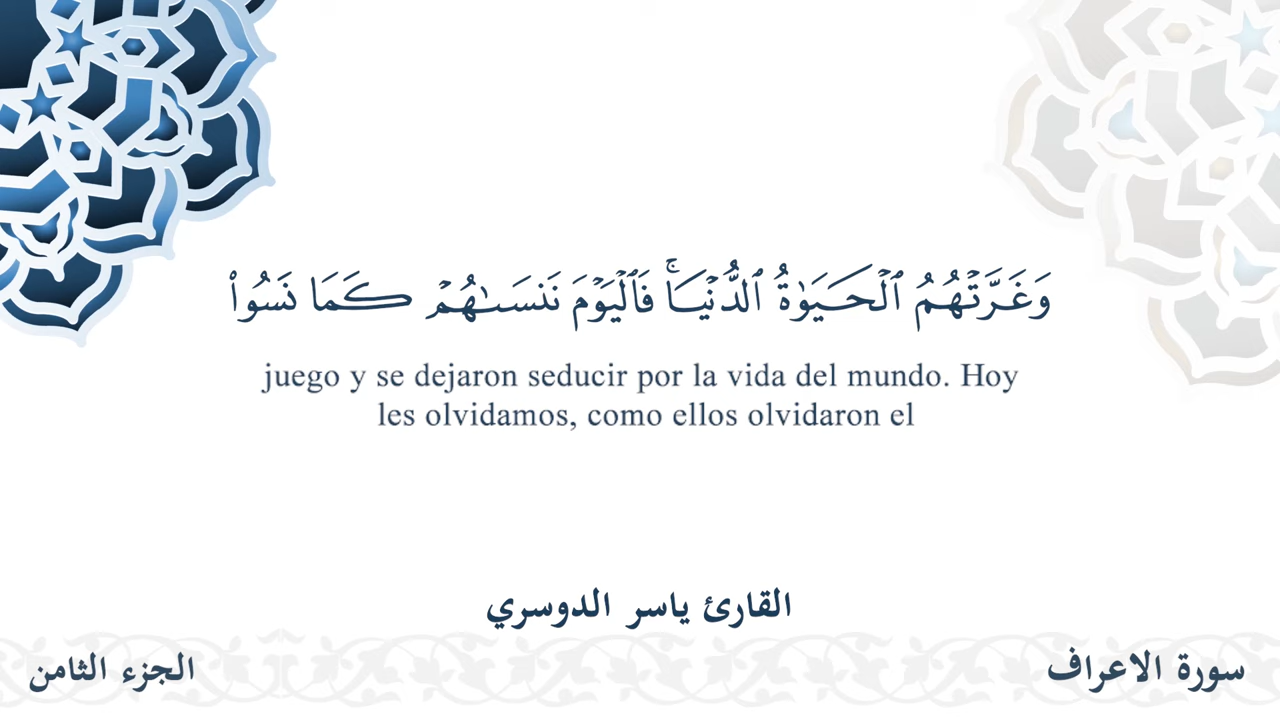 وَغَرَّتْهُمُ ٱلْحَيَوٰةُ ٱلدُّنْيَاۚ فَٱلْيَوْمَ نَنسَىٰهُمْ كَمَا نَسُوا۟
juego y se dejaron seducir por la vida del mundo. Hoy
les olvidamos, como ellos olvidaron el
القارئ ياسر الدوسري
سورة الاعراف
الجزء الثامن